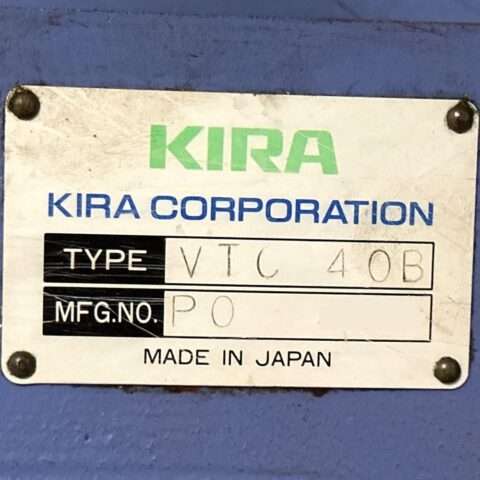 KIRA
KIRA CORPORATION
TYPE VTC 40B
MFG.NO. PO
MADE IN JAPAN